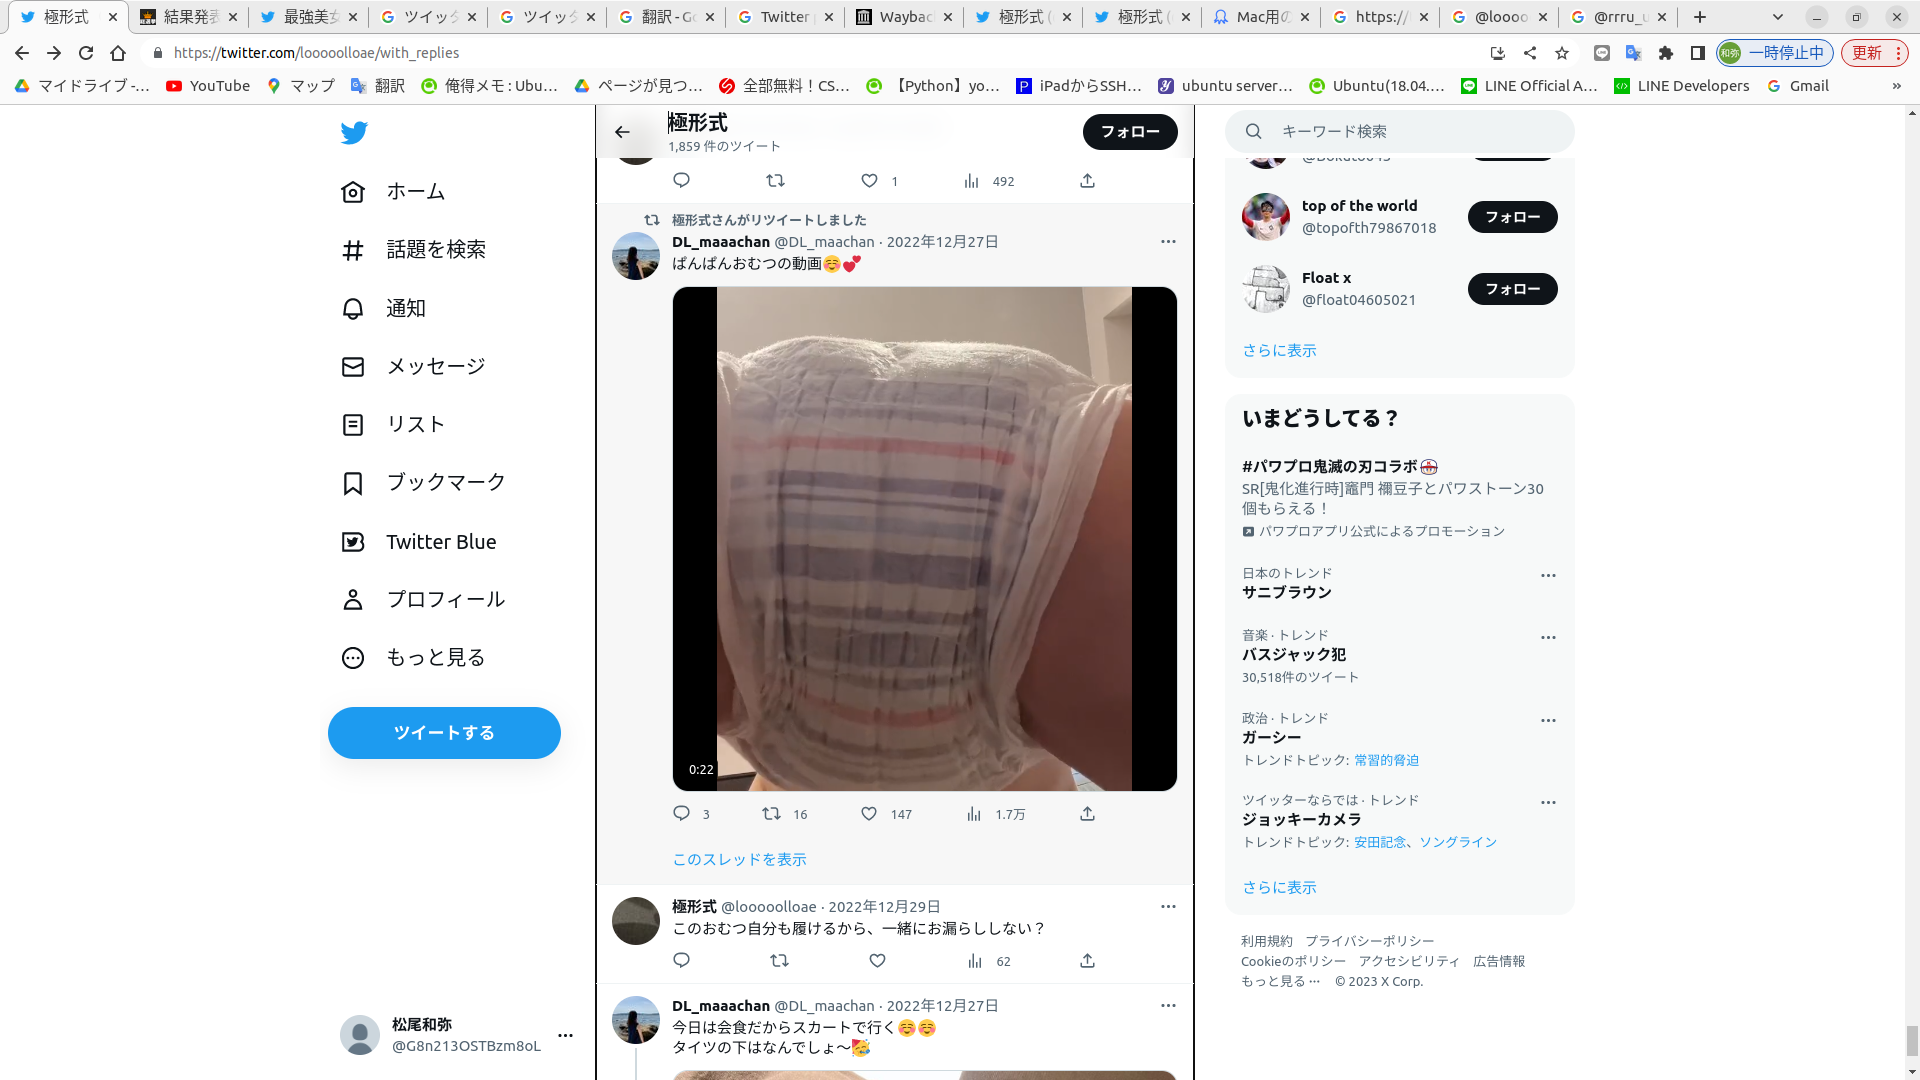 極形式
結果発表
最強美女
ツイッタ
ツイッタ
翻訳 - Go
Twitter
Wayback
極形式 (
極形式 (
Mac用の
https://
@loooo
@rrru_u
https://twitter.com/looooolloae/with_replies
和弥
一時停止中
更新
マイドライブ -...
YouTube
マップ
翻訳
俺得メモ : Ubu...
ページが見つ...
全部無料！CS...
【Python】yo...
iPadからSSH...
ubuntu server...
Ubuntu(18.04....
LINE Official A...
LINE Developers
Gmail
»
ホーム
話題を検索
通知
メッセージ
リスト
ブックマーク
Twitter Blue
プロフィール
もっと見る
ツイートする
松尾和弥
@G8n213OSTBzm8oL
極形式
1,859 件のツイート
フォロー
1
492
極形式さんがリツイートしました
DL_maaachan @DL_maachan · 2022年12月27日
ぱんぱんおむつの動画☺️💕
0:22
3
16
147
1.7万
このスレッドを表示
極形式 @looooolloae · 2022年12月29日
このおむつ自分も履けるから、一緒にお漏らししない？
62
DL_maaachan @DL_maachan · 2022年12月27日
今日は会食だからスカートで行く☺️☺️
タイツの下はなんでしょ〜🥳
キーワード検索
top of the world
@topofth79867018
フォロー
Float x
@float04605021
フォロー
さらに表示
いまどうしてる？
#パワプロ鬼滅の刃コラボ
SR[鬼化進行時]竈門 禰豆子とパワストーン30
個もらえる！
パワプロアプリ公式によるプロモーション
日本のトレンド
サニブラウン
音楽 · トレンド
バスジャック犯
30,518件のツイート
政治 · トレンド
ガーシー
トレンドトピック: 常習的脅迫
ツイッターならでは · トレンド
ジョッキーカメラ
トレンドトピック: 安田記念、ソングライン
さらに表示
利用規約 プライバシーポリシー
Cookieのポリシー アクセシビリティ 広告情報
もっと見る ··· © 2023 X Corp.